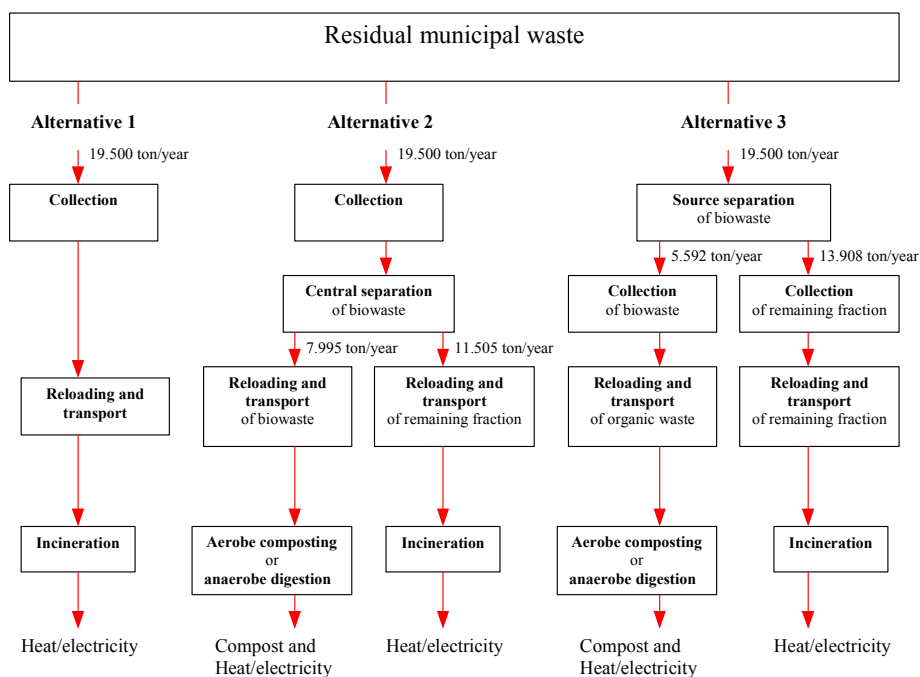 Residual municipal waste
Alternative 1
Alternative 2
Alternative 3
19.500 ton/year
19.500 ton/year
19.500 ton/year
Collection
Collection
Source separation
of biowaste
5.592 ton/year
13.908 ton/year
Central separation
of biowaste
Collection
of biowaste
Collection
of remaining fraction
7.995 ton/year
11.505 ton/year
Reloading and
transport
Reloading and
transport
of biowaste
Reloading and
transport
of remaining fraction
Reloading and
transport
of organic waste
Reloading and
transport
of remaining fraction
Incineration
Aerobe composting
or
anaerobe digestion
Incineration
Aerobe composting
or
anaerobe digestion
Incineration
Heat/electricity
Compost and
Heat/electricity
Heat/electricity
Compost and
Heat/electricity
Heat/electricity